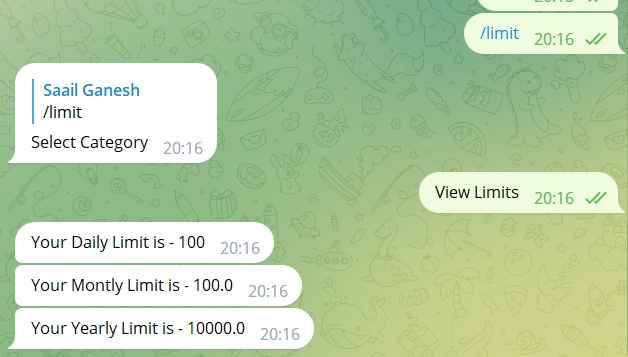 /limit 20:16
Saail Ganesh
/limit
Select Category 20:16
View Limits 20:16
Your Daily Limit is - 100 20:16
Your Montly Limit is - 100.0 20:16
Your Yearly Limit is - 10000.0 20:16